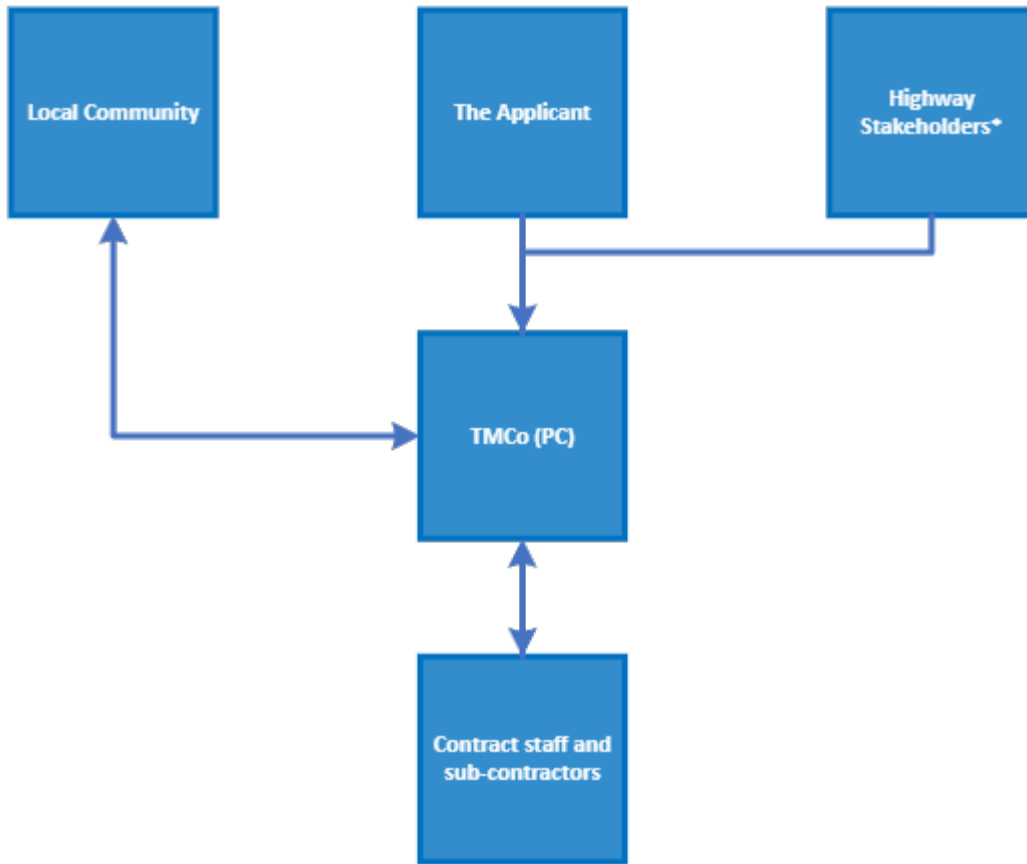 Local Community
The Applicant
Highway
Stakeholders*
TMCo (PC)
Contract staff and
sub-contractors